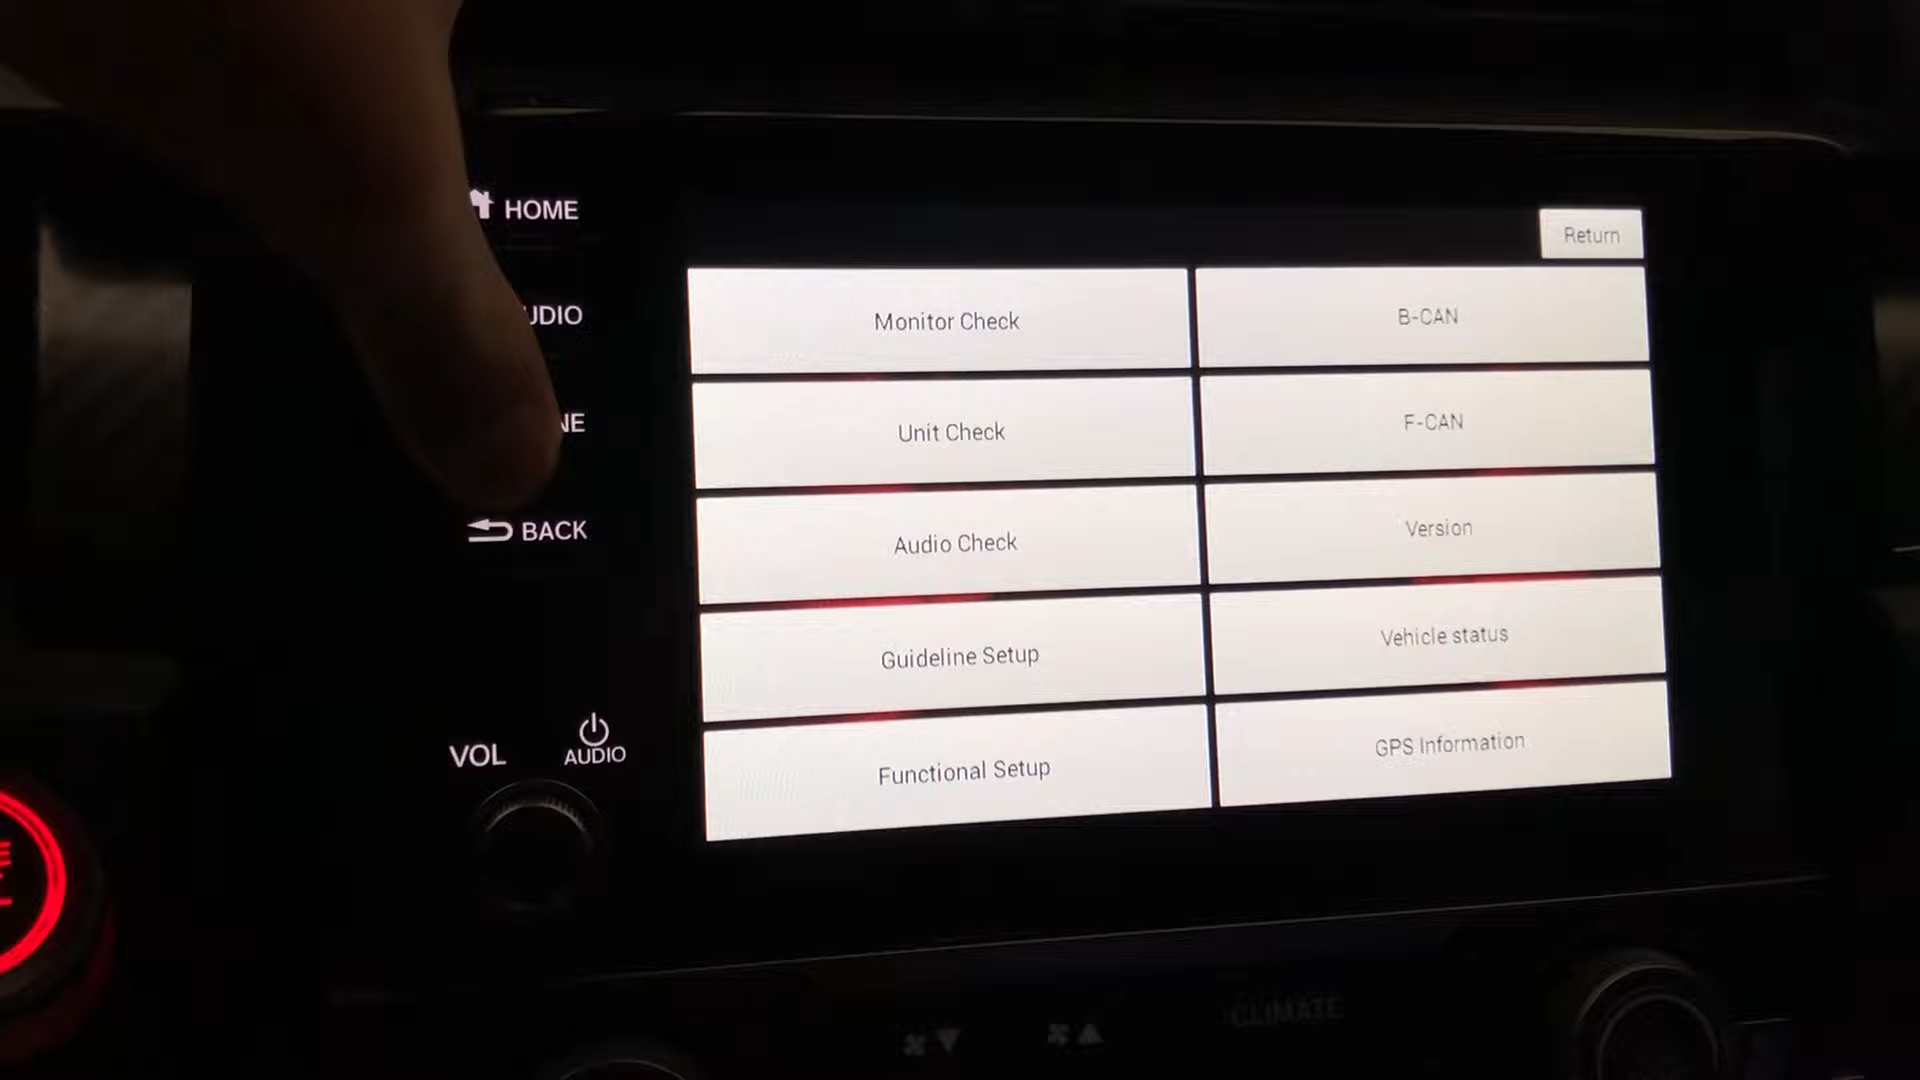 HOME
UDIO
NE
BACK
VOL
AUDIO
Return
Monitor Check
B-CAN
Unit Check
F-CAN
Audio Check
Version
Guideline Setup
Vehicle status
Functional Setup
GPS Information
CLIMATE